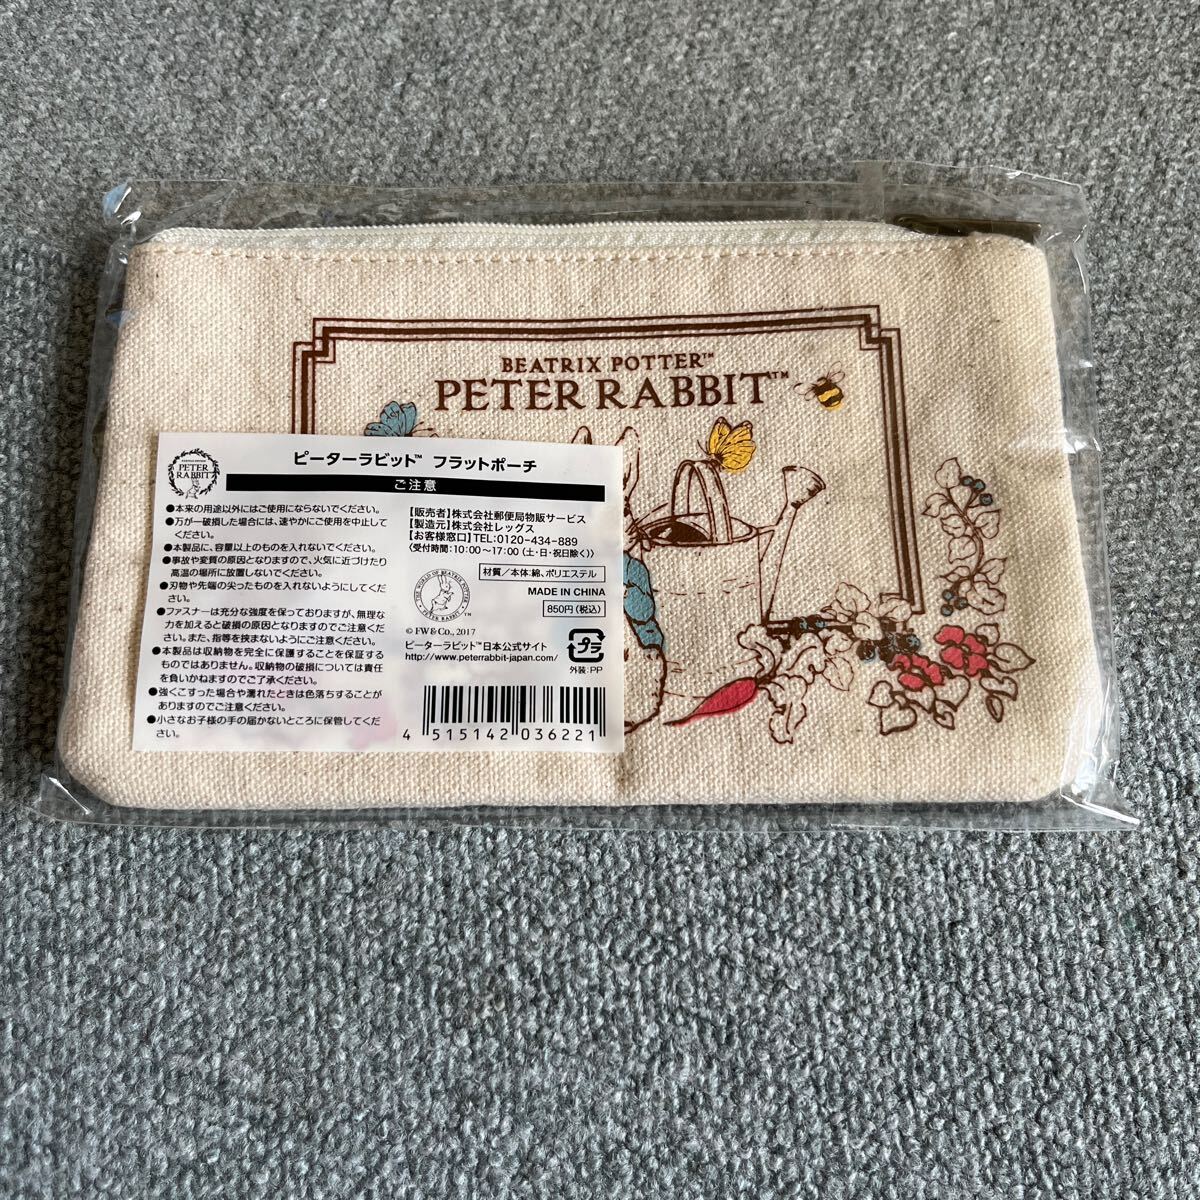 BEATRIX POTTER™
PETER RABBIT™
PETER
RABBIT
ピーターラビット™ フラットポーチ
ご注意
●本来の用途以外にはご使用にならないでください。
●万が一破損した場合には、速やかにご使用を中止して
ください。
●本製品に、容量以上のものを入れないでください。
●事故や変質の原因となりますので、火気に近づけたり
高温の場所に放置しないでください。
●刃物や先端の尖ったものを入れないようにしてくだ
さい。
●ファスナーは充分な強度を保っておりますが、無理な
力を加えると破損の原因となりますのでご注意くださ
い。また、指等を挟まないようにご注意ください。
●本製品は収納物を完全に保護することを保証する
ものではありません。収納物の破損については責任
を負いかねますのでご了承ください。
●強くこすった場合や濡れたときは色落ちすることが
ありますのでご注意ください。
●小さなお子様の手の届かないところに保管してくだ
さい。
【販売者】株式会社郵便局物販サービス
【製造元】株式会社レッグス
【お客様窓口】TEL:0120-434-889
〈受付時間:10:00〜17:00(土・日・祝日除く)〉
材質/本体:綿、ポリエステル
MADE IN CHINA
850円(税込)
THE WORLD OF BEATRIX POTTER
PETER RABBIT ™
© FW& Co., 2017
ピーターラビット™日本公式サイト
http://www.peterrabbit-japan.com/
プラ
外装:PP
4 515142 036221